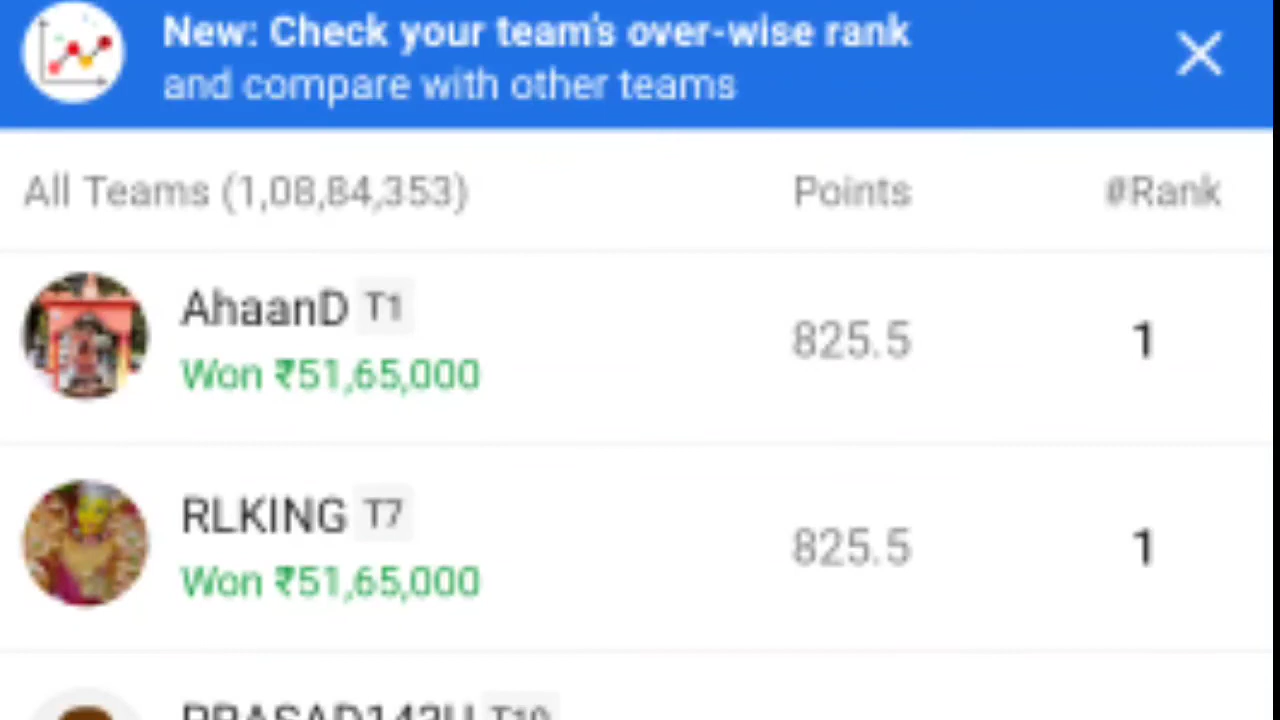 New: Check your team's over-wise rank
and compare with other teams
All Teams (1,08,84,353) Points #Rank
AhaanD T1
Won ₹51,65,000
825.5 1
RLKING T7
Won ₹51,65,000
825.5 1